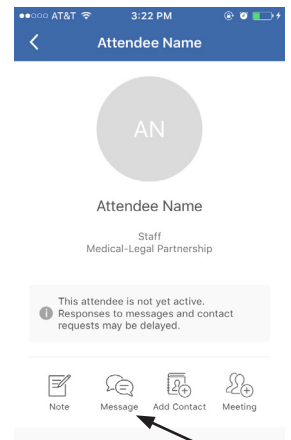 AT&T 3:22 PM
Attendee Name
AN
Attendee Name
Staff
Medical-Legal Partnership
This attendee is not yet active.
Responses to messages and contact
requests may be delayed.
Note Message Add Contact Meeting